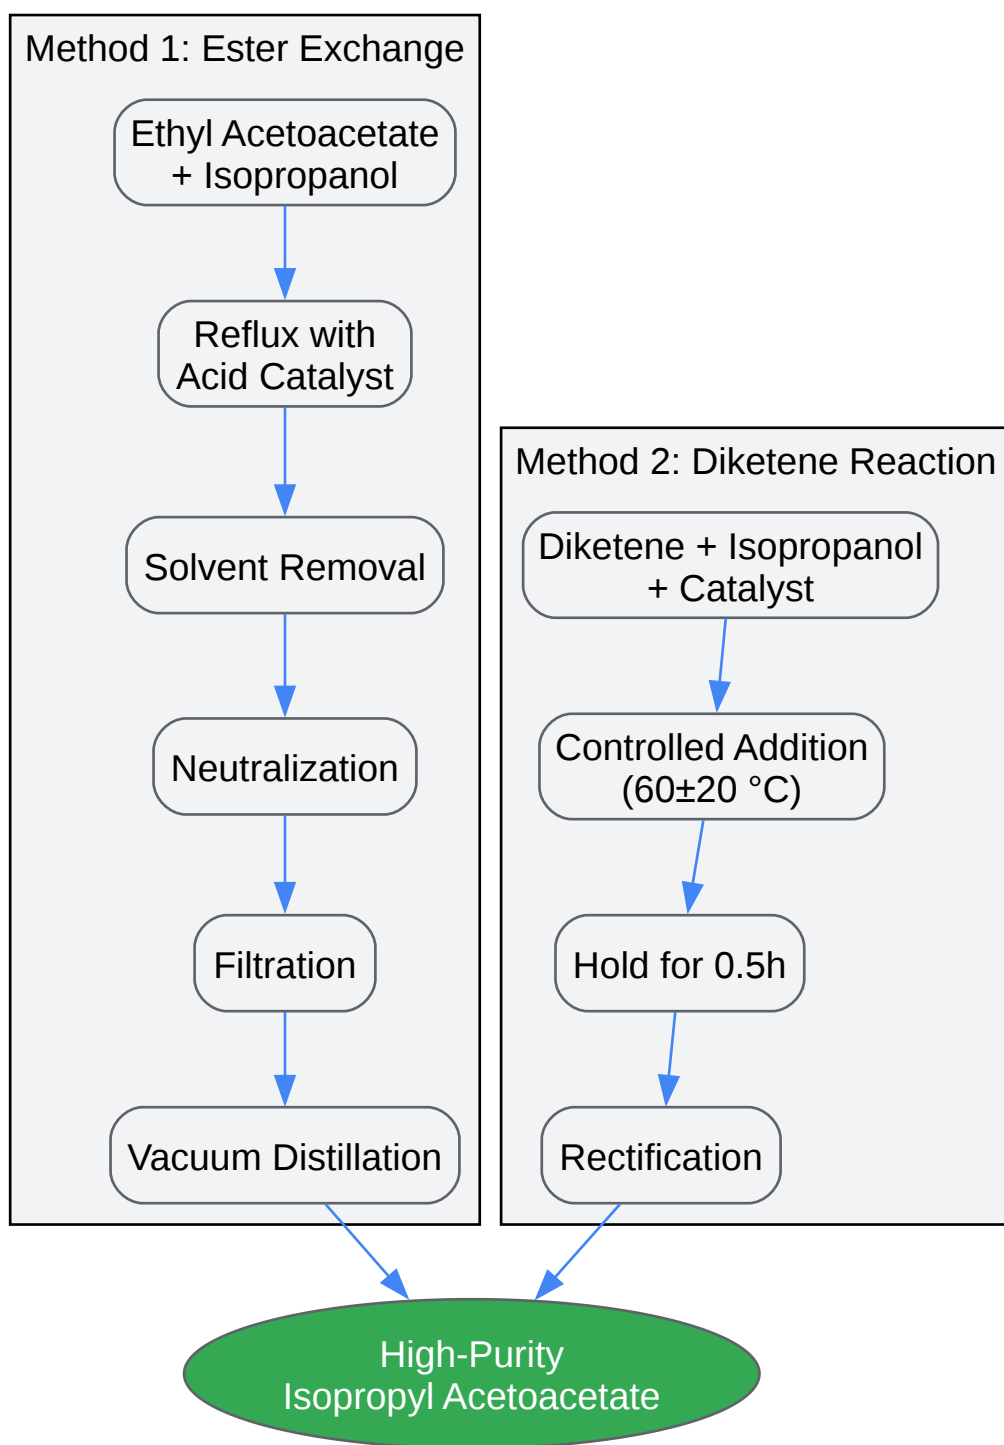 Method 1: Ester Exchange
Ethyl Acetoacetate
+ Isopropanol
Reflux with
Acid Catalyst
Solvent Removal
Neutralization
Filtration
Vacuum Distillation
Method 2: Diketene Reaction
Diketene + Isopropanol
+ Catalyst
Controlled Addition
(60±20 °C)
Hold for 0.5h
Rectification
High-Purity
Isopropyl Acetoacetate